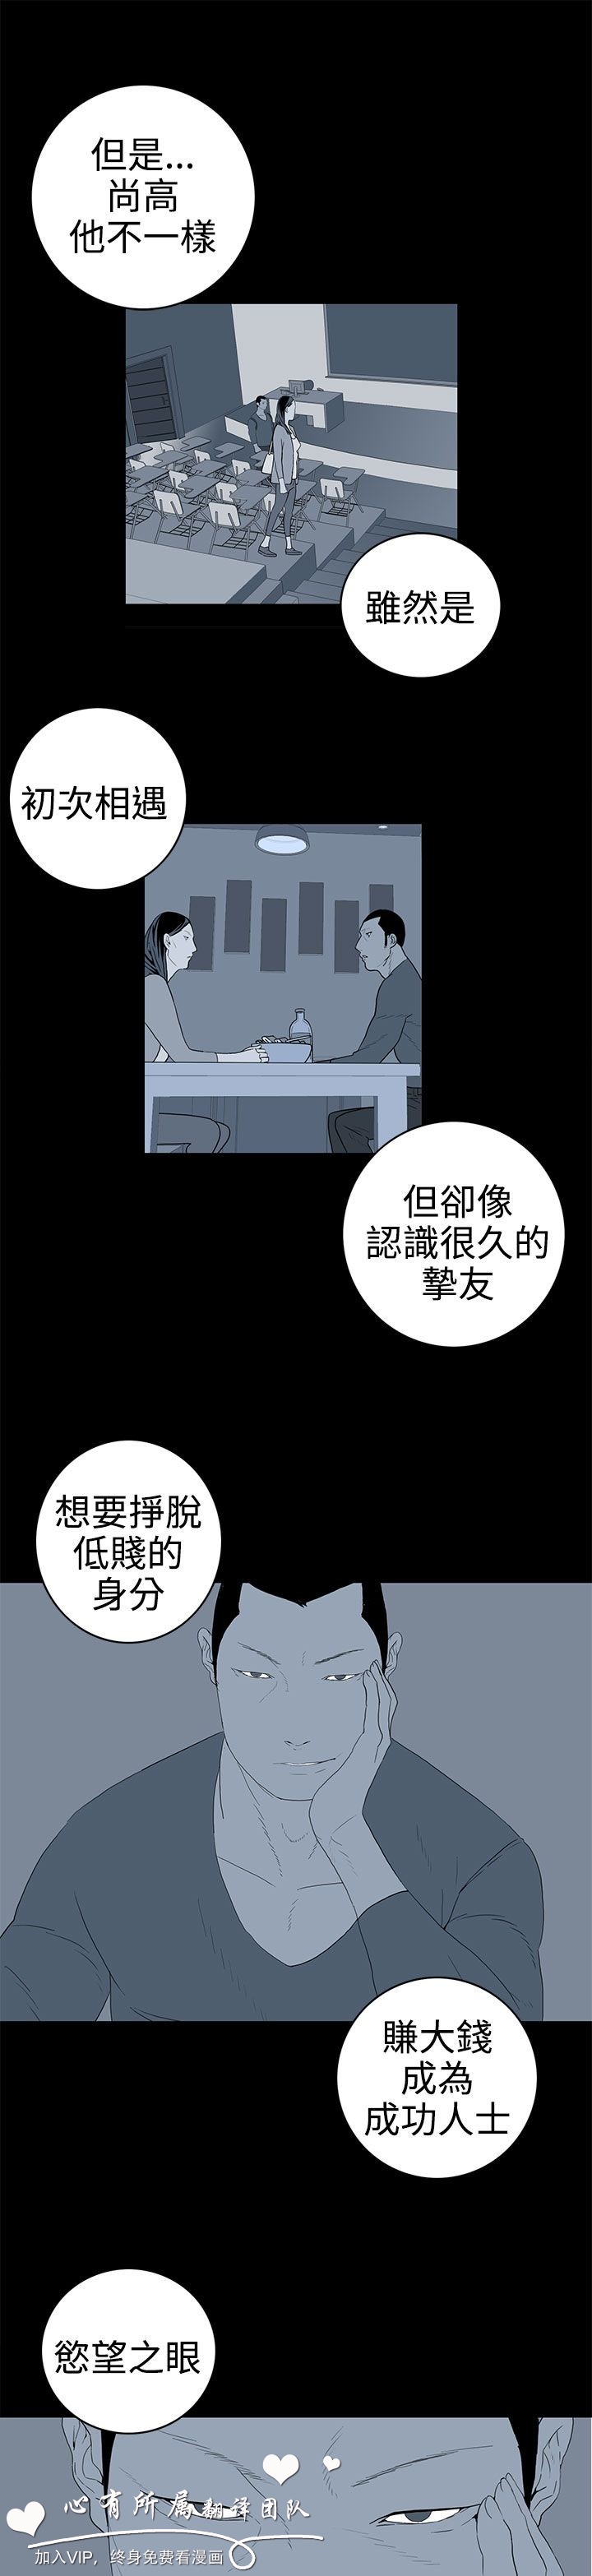 但是...
尚高
他不一樣
雖然是
初次相遇
但卻像
認識很久的
摯友
想要掙脫
低賤的
身分
賺大錢
成為
成功人士
慾望之眼
心有所属翻译团队
加入VIP，终身免费看漫画